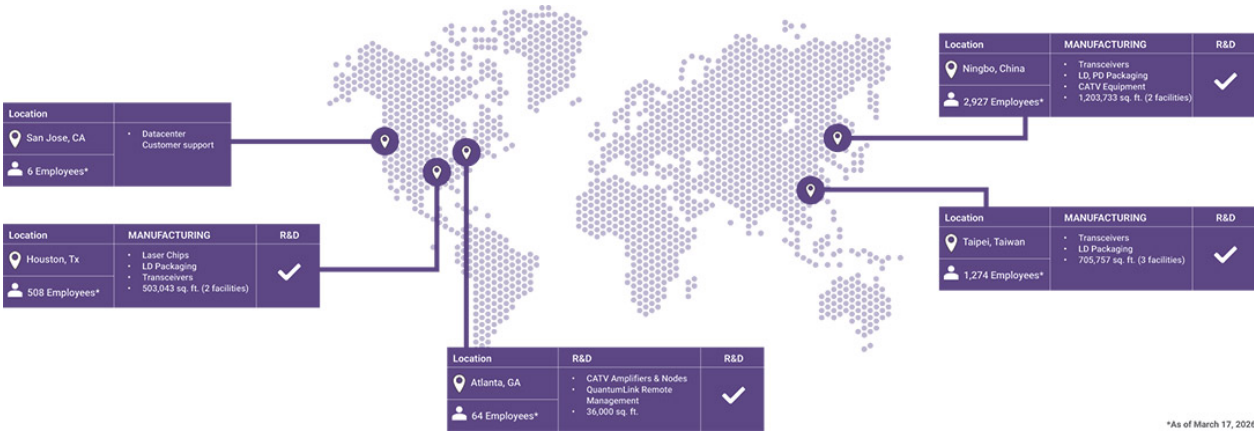 Location
San Jose, CA
6 Employees*
• Datacenter
Customer support
Location MANUFACTURING R&D
Houston, Tx
508 Employees*
• Laser Chips
• LD Packaging
• Transceivers
• 503,043 sq. ft. (2 facilities)
Location R&D R&D
Atlanta, GA
64 Employees*
• CATV Amplifiers & Nodes
• QuantumLink Remote
Management
• 36,000 sq. ft.
Location MANUFACTURING R&D
Ningbo, China
2,927 Employees*
• Transceivers
• LD, PD Packaging
• CATV Equipment
• 1,203,733 sq. ft. (2 facilities)
Location MANUFACTURING R&D
Taipei, Taiwan
1,274 Employees*
• Transceivers
• LD Packaging
• 705,757 sq. ft. (3 facilities)
*As of March 17, 2026